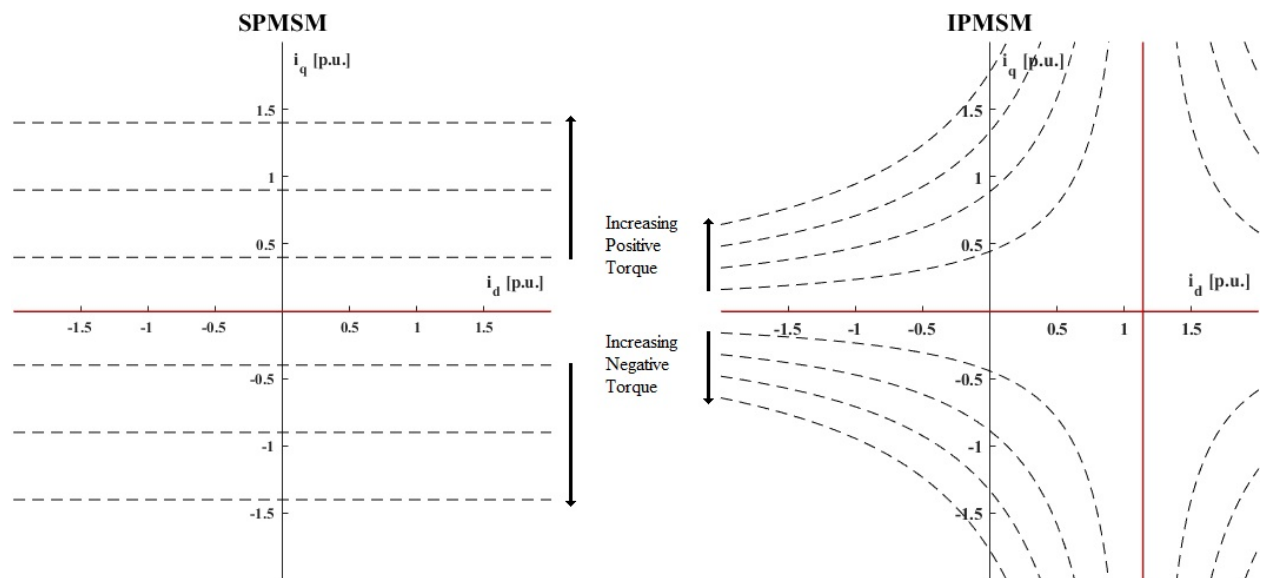 SPMSM
i_q [p.u.]
1.5
1
0.5
i_d [p.u.]
-1.5 -1 -0.5 0.5 1 1.5
-0.5
-1
-1.5
Increasing
Positive
Torque
Increasing
Negative
Torque
IPMSM
i_q [p.u.]
1.5
1
0.5
i_d [p.u.]
-1.5 -1 -0.5 0.5 1 1.5
-0.5
-1
-1.5